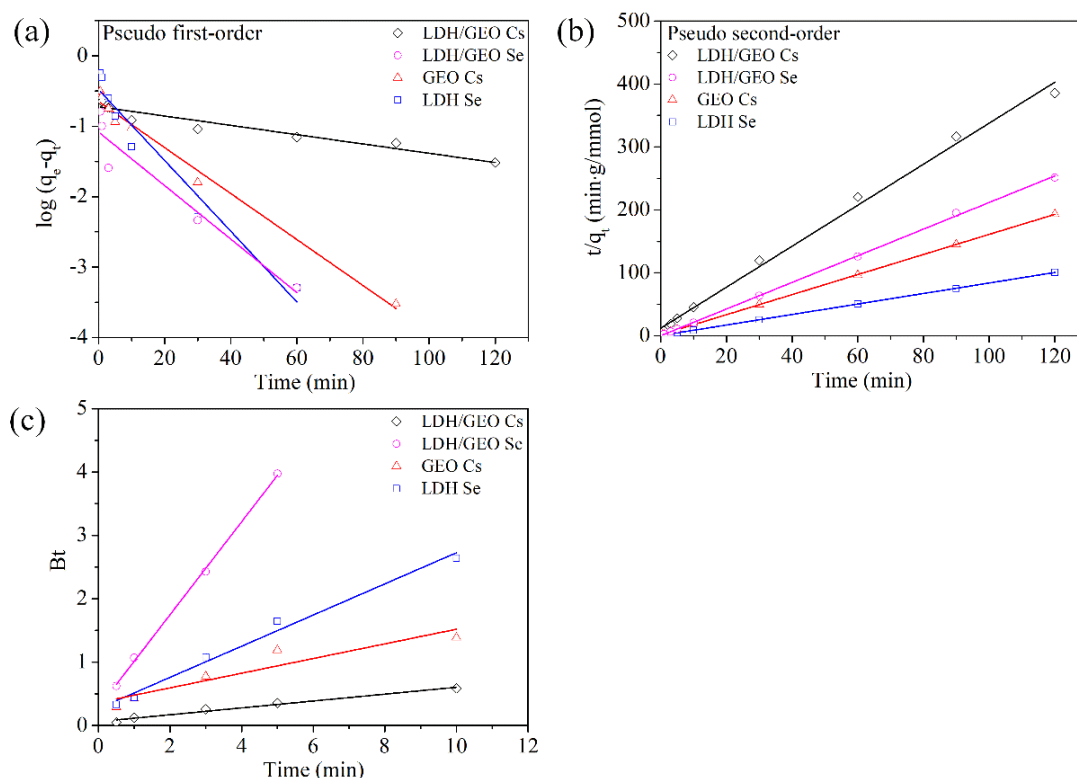 (a)
Pseudo first-order
LDH/GEO Cs
LDH/GEO Se
GEO Cs
LDH Se
0
-1
-2
-3
-4
log (qe-qt)
0 20 40 60 80 100 120
Time (min)
(b)
Pseudo second-order
LDH/GEO Cs
LDH/GEO Se
GEO Cs
LDH Se
500
400
300
200
100
0
t/qt (min·g/mmol)
0 20 40 60 80 100 120
Time (min)
(c)
LDH/GEO Cs
LDH/GEO Se
GEO Cs
LDH Se
5
4
3
2
1
0
Bt
0 2 4 6 8 10 12
Time (min)